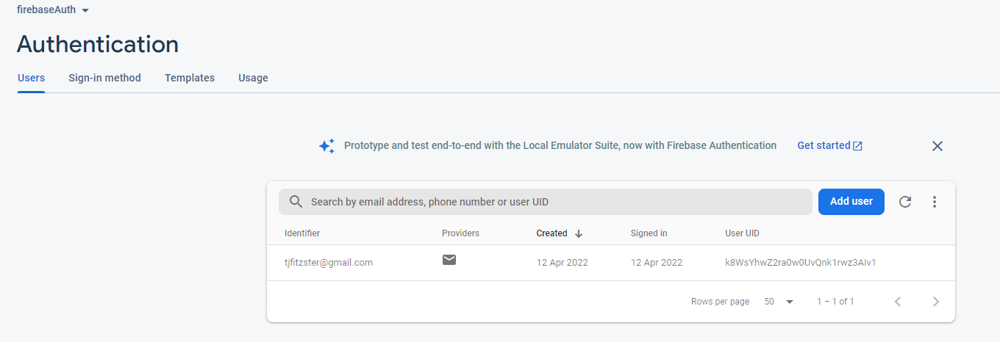 firebaseAuth
Authentication
Users Sign-in method Templates Usage
Prototype and test end-to-end with the Local Emulator Suite, now with Firebase Authentication Get started
Search by email address, phone number or user UID Add user
Identifier Providers Created Signed in User UID
tjfitzster@gmail.com 12 Apr 2022 12 Apr 2022 k8WsYhwZ2ra0w0UvQnk1rwz3AIv1
Rows per page 50 1 – 1 of 1